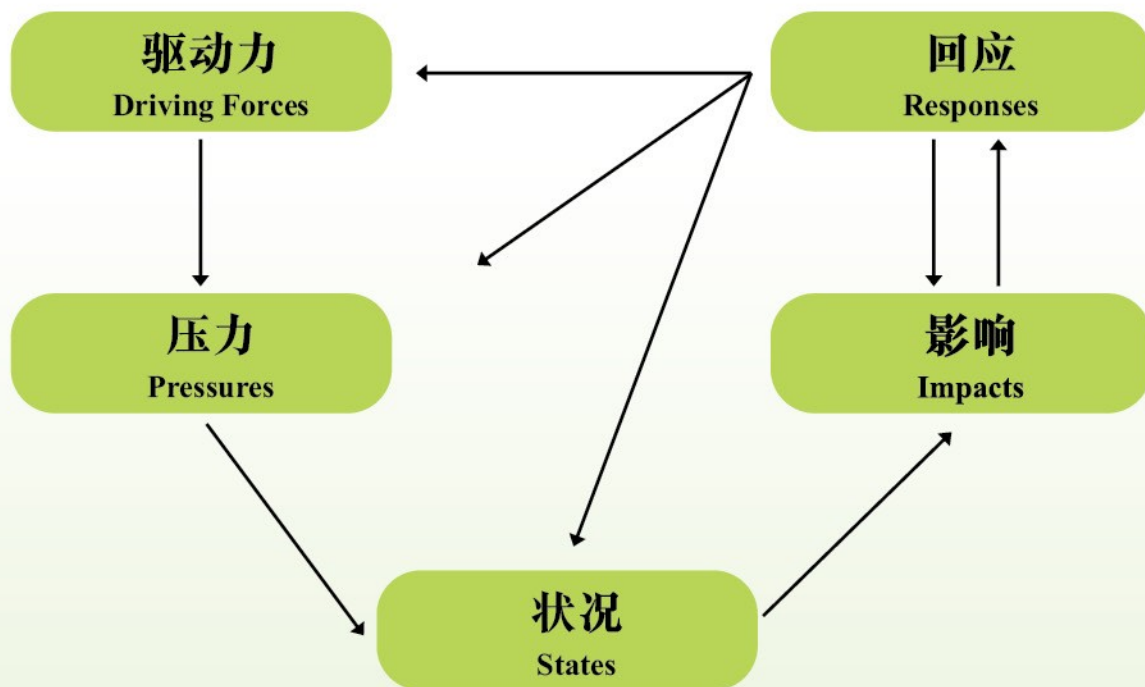 驱动力
Driving Forces
回应
Responses
压力
Pressures
影响
Impacts
状况
States